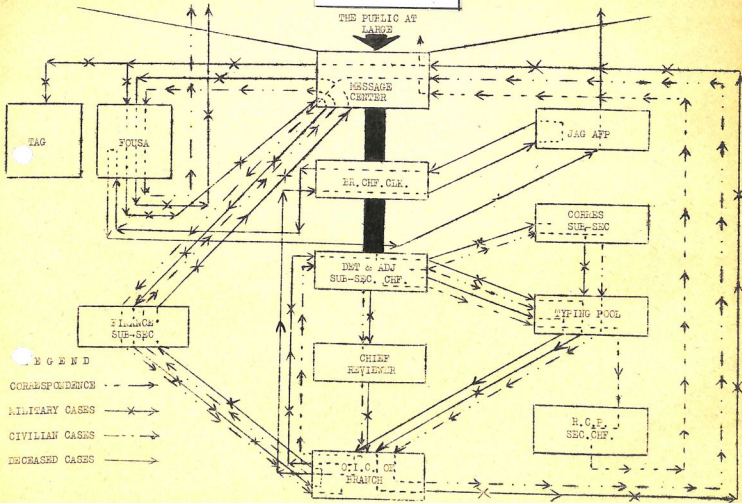 THE PUBLIC AT
LARGE
MESSAGE
CENTER
TAG
FOUSA
JAG AFP
BR. CHF. CLK.
CORRES
SUB-SEC
DET & ADJ
SUB-SEC. CHF.
FINANCE
SUB-SEC
TYPING POOL
CHIEF
REVIEWER
EGEND
CORRESPONDENCE
MILITARY CASES
CIVILIAN CASES
DECEASED CASES
SEC. CHF.
O.I.C. OF
BRANCH